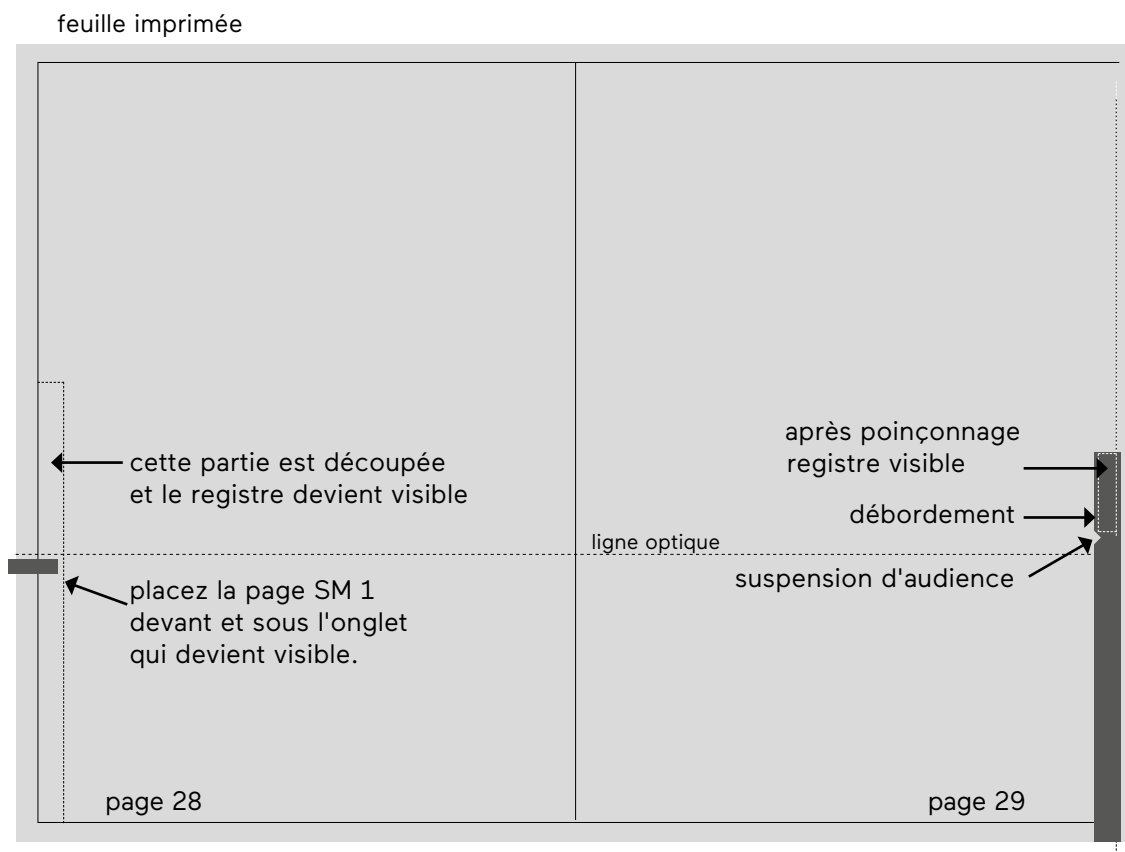 feuille imprimée
après poinçonnage
registre visible
cette partie est découpée
et le registre devient visible
débordement
ligne optique
suspension d'audience
placez la page SM 1
devant et sous l'onglet
qui devient visible.
page 28
page 29